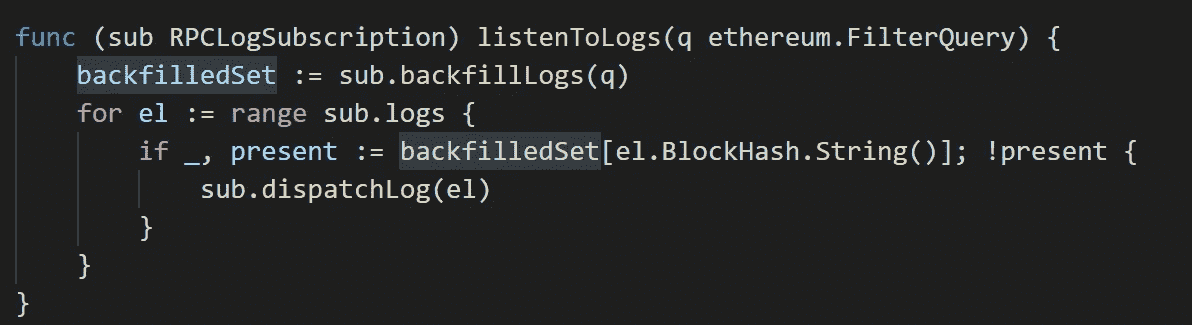 func (sub RPCLogSubscription) listenToLogs(q ethereum.FilterQuery) {
    backfilledSet := sub.backfillLogs(q)
    for el := range sub.logs {
        if _, present := backfilledSet[el.BlockHash.String()]; !present {
            sub.dispatchLog(el)
        }
    }
}